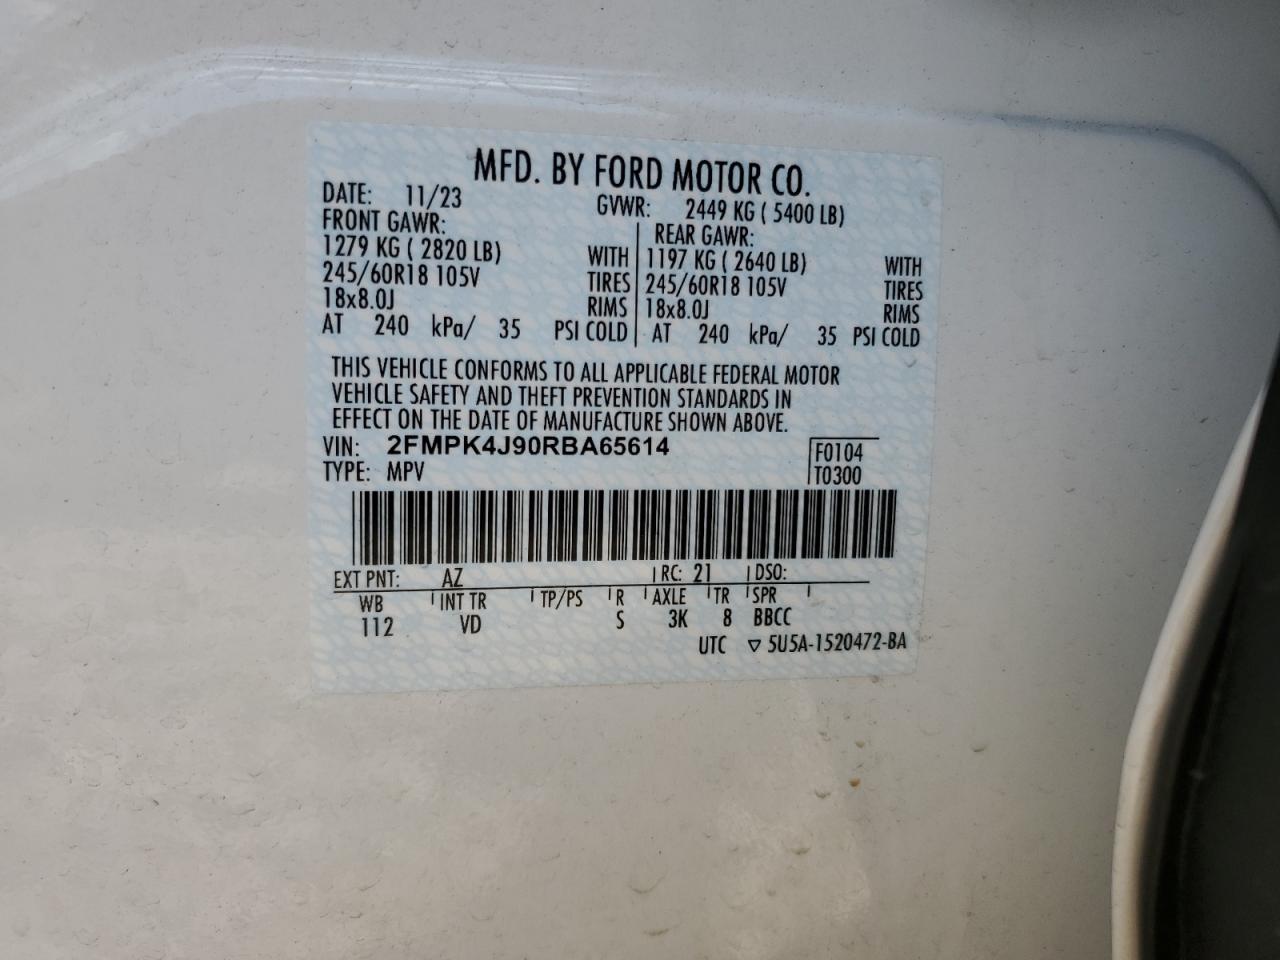 MFD. BY FORD MOTOR CO.
DATE: 11/23 GVWR: 2449 KG ( 5400 LB)
FRONT GAWR: REAR GAWR:
1279 KG ( 2820 LB) WITH 1197 KG ( 2640 LB) WITH
245/60R18 105V TIRES 245/60R18 105V TIRES
18x8.0J RIMS 18x8.0J RIMS
AT 240 kPa/ 35 PSI COLD AT 240 kPa/ 35 PSI COLD
THIS VEHICLE CONFORMS TO ALL APPLICABLE FEDERAL MOTOR
VEHICLE SAFETY AND THEFT PREVENTION STANDARDS IN
EFFECT ON THE DATE OF MANUFACTURE SHOWN ABOVE.
VIN: 2FMPK4J90RBA65614 F0104
TYPE: MPV T0300
EXT PNT: AZ RC: 21 DSO:
WB INT TR TP/PS R AXLE TR SPR
112 VD S 3K 8 BBCC
UTC ▽ 5U5A-1520472-BA